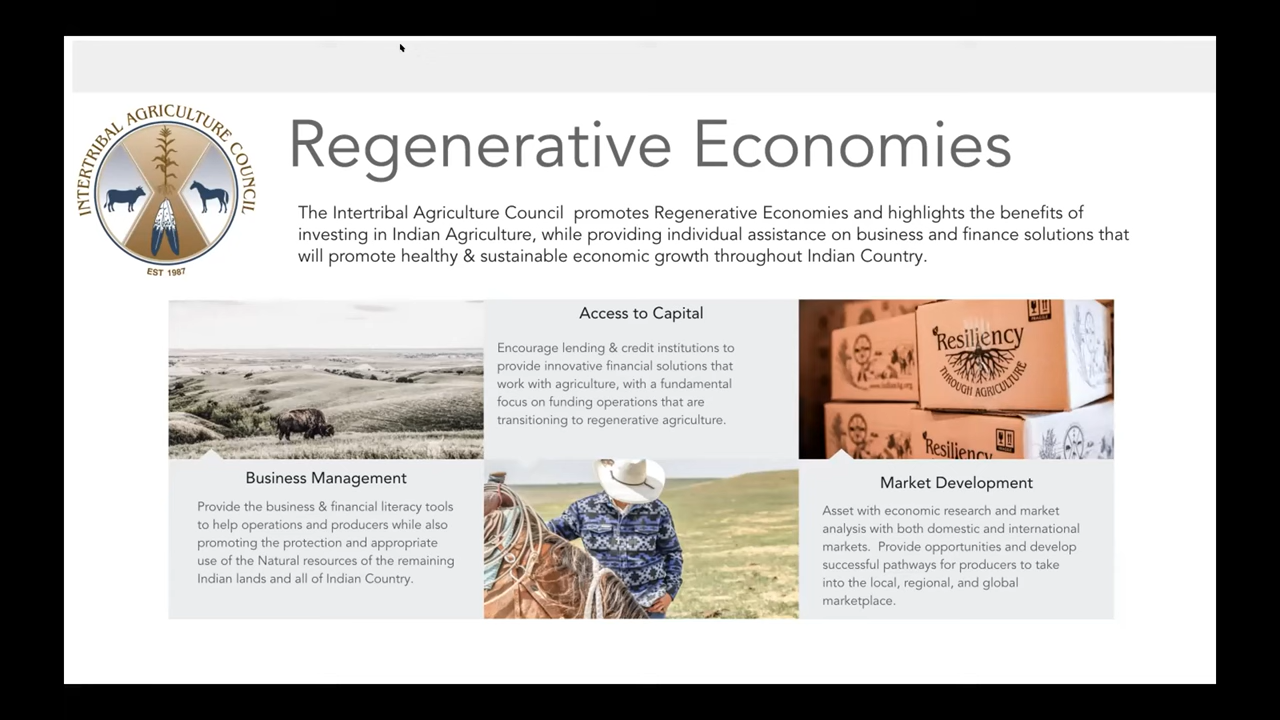 INTERTRIBAL AGRICULTURE COUNCIL
EST 1987
Regenerative Economies
The Intertribal Agriculture Council promotes Regenerative Economies and highlights the benefits of
investing in Indian Agriculture, while providing individual assistance on business and finance solutions that
will promote healthy & sustainable economic growth throughout Indian Country.
Access to Capital
Encourage lending & credit institutions to
provide innovative financial solutions that
work with agriculture, with a fundamental
focus on funding operations that are
transitioning to regenerative agriculture.
Resiliency
THROUGH AGRICULTURE
Resiliency
Business Management
Provide the business & financial literacy tools
to help operations and producers while also
promoting the protection and appropriate
use of the Natural resources of the remaining
Indian lands and all of Indian Country.
Market Development
Asset with economic research and market
analysis with both domestic and international
markets. Provide opportunities and develop
successful pathways for producers to take
into the local, regional, and global
marketplace.